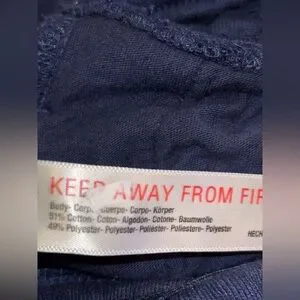 KEEP AWAY FROM FIR
Body- Corps- Cuerpo- Corpo- Körper
51% Cotton- Coton- Algodon- Cotone- Baumwolle
49% Polyester- Polyester- Poliéster- Poliestere- Polyester
HECH